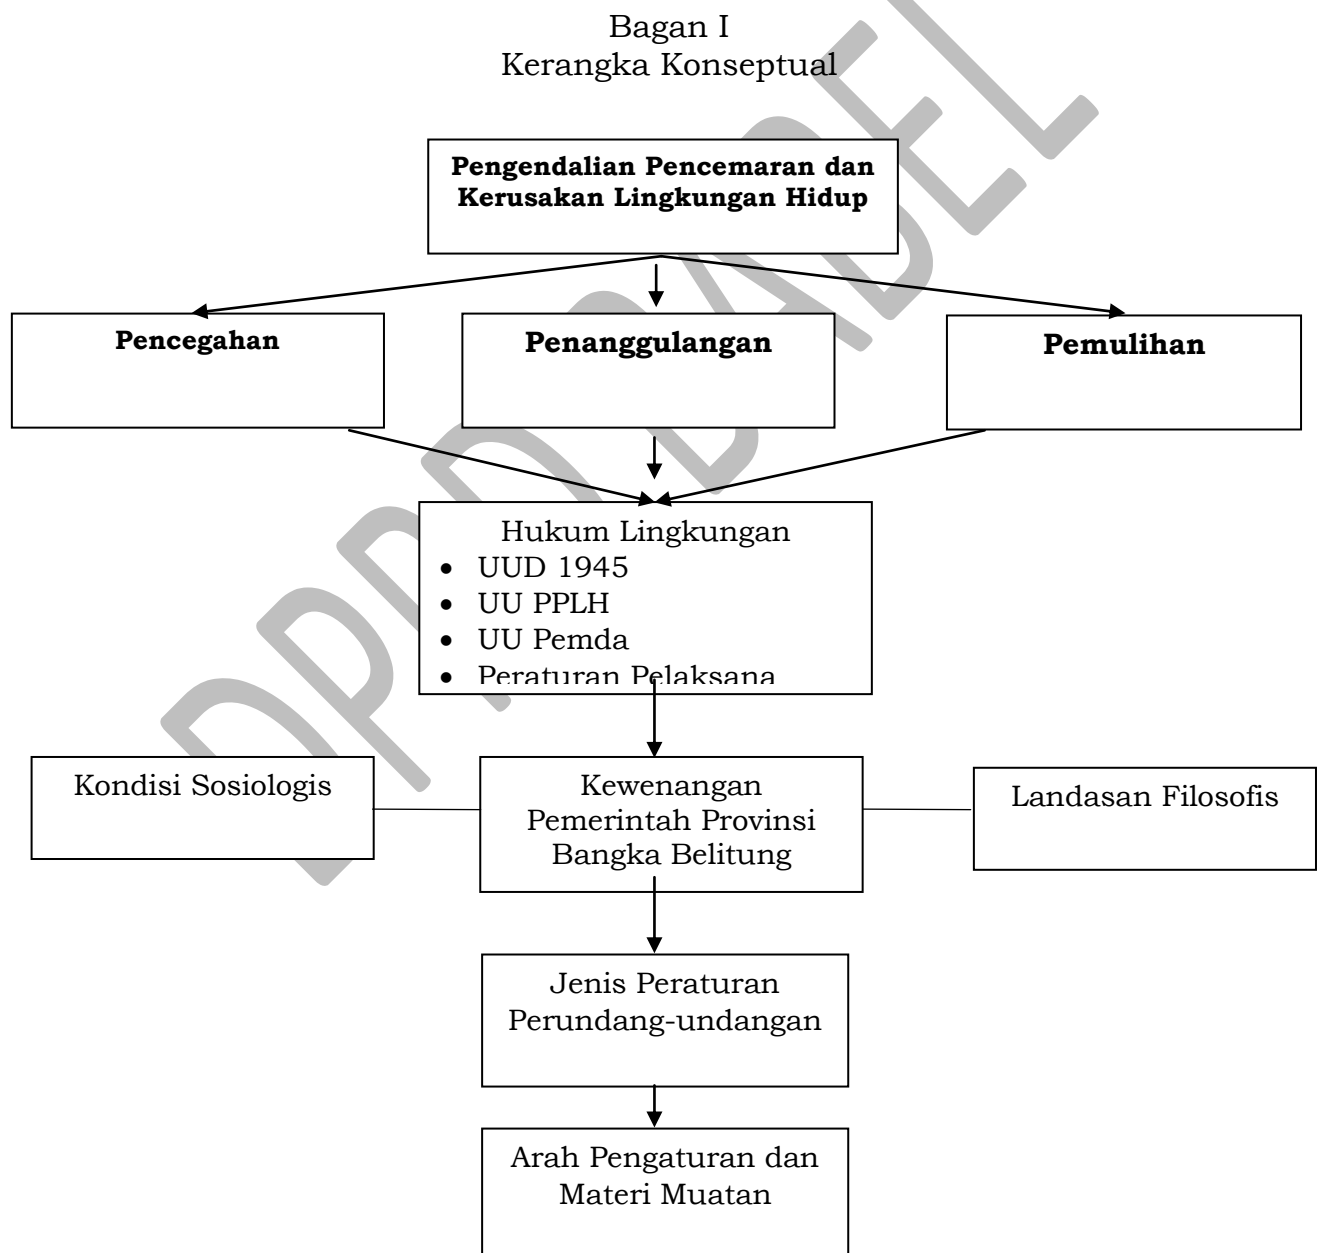 Bagan I
Kerangka Konseptual
Pengendalian Pencemaran dan
Kerusakan Lingkungan Hidup
Pencegahan
Penanggulangan
Pemulihan
Hukum Lingkungan
• UUD 1945
• UU PPLH
• UU Pemda
• Peraturan Pelaksana
Kondisi Sosiologis
Kewenangan
Pemerintah Provinsi
Bangka Belitung
Landasan Filosofis
Jenis Peraturan
Perundang-undangan
Arah Pengaturan dan
Materi Muatan
DPRD BABEL